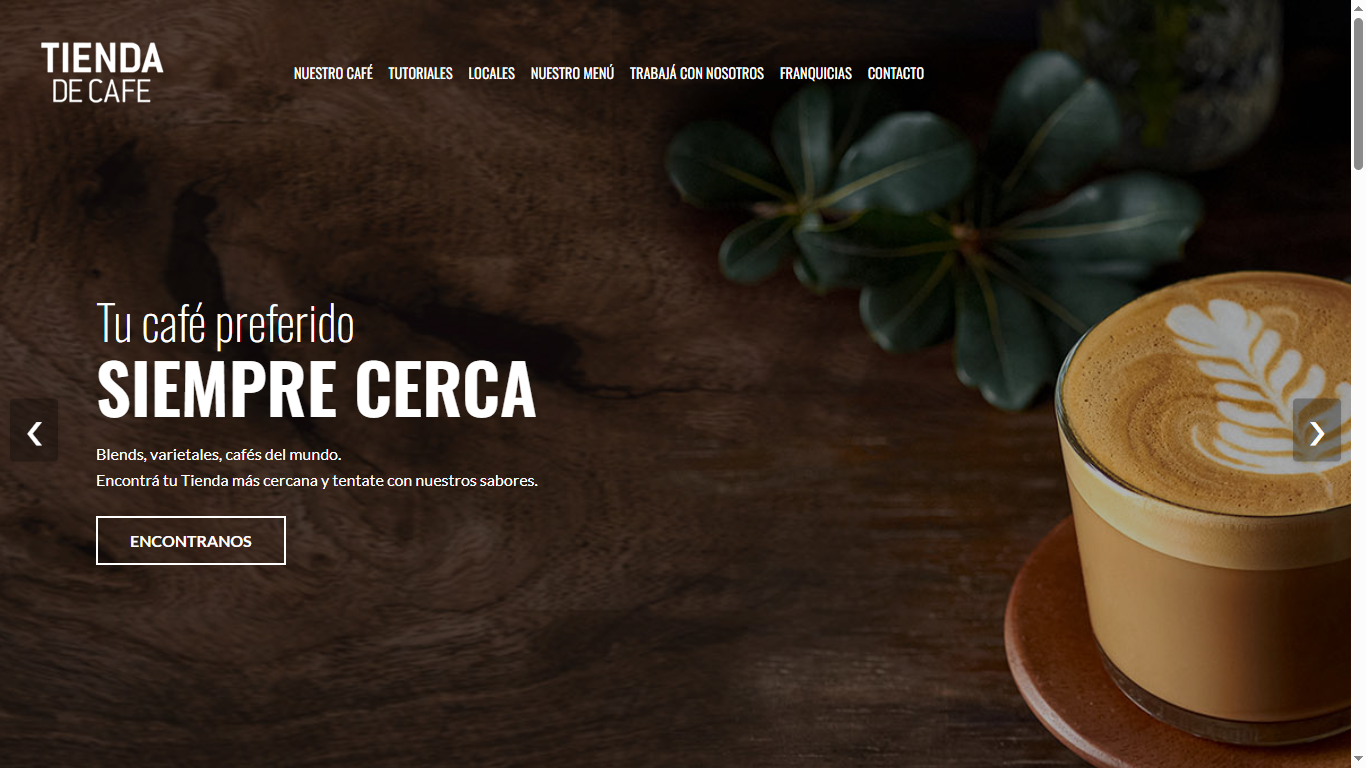 TIENDA
DE CAFE
NUESTRO CAFÉ TUTORIALES LOCALES NUESTRO MENÚ TRABAJÁ CON NOSOTROS FRANQUICIAS CONTACTO
Tu café preferido
SIEMPRE CERCA
Blends, varietales, cafés del mundo.
Encontrá tu Tienda más cercana y tentate con nuestros sabores.
ENCONTRANOS